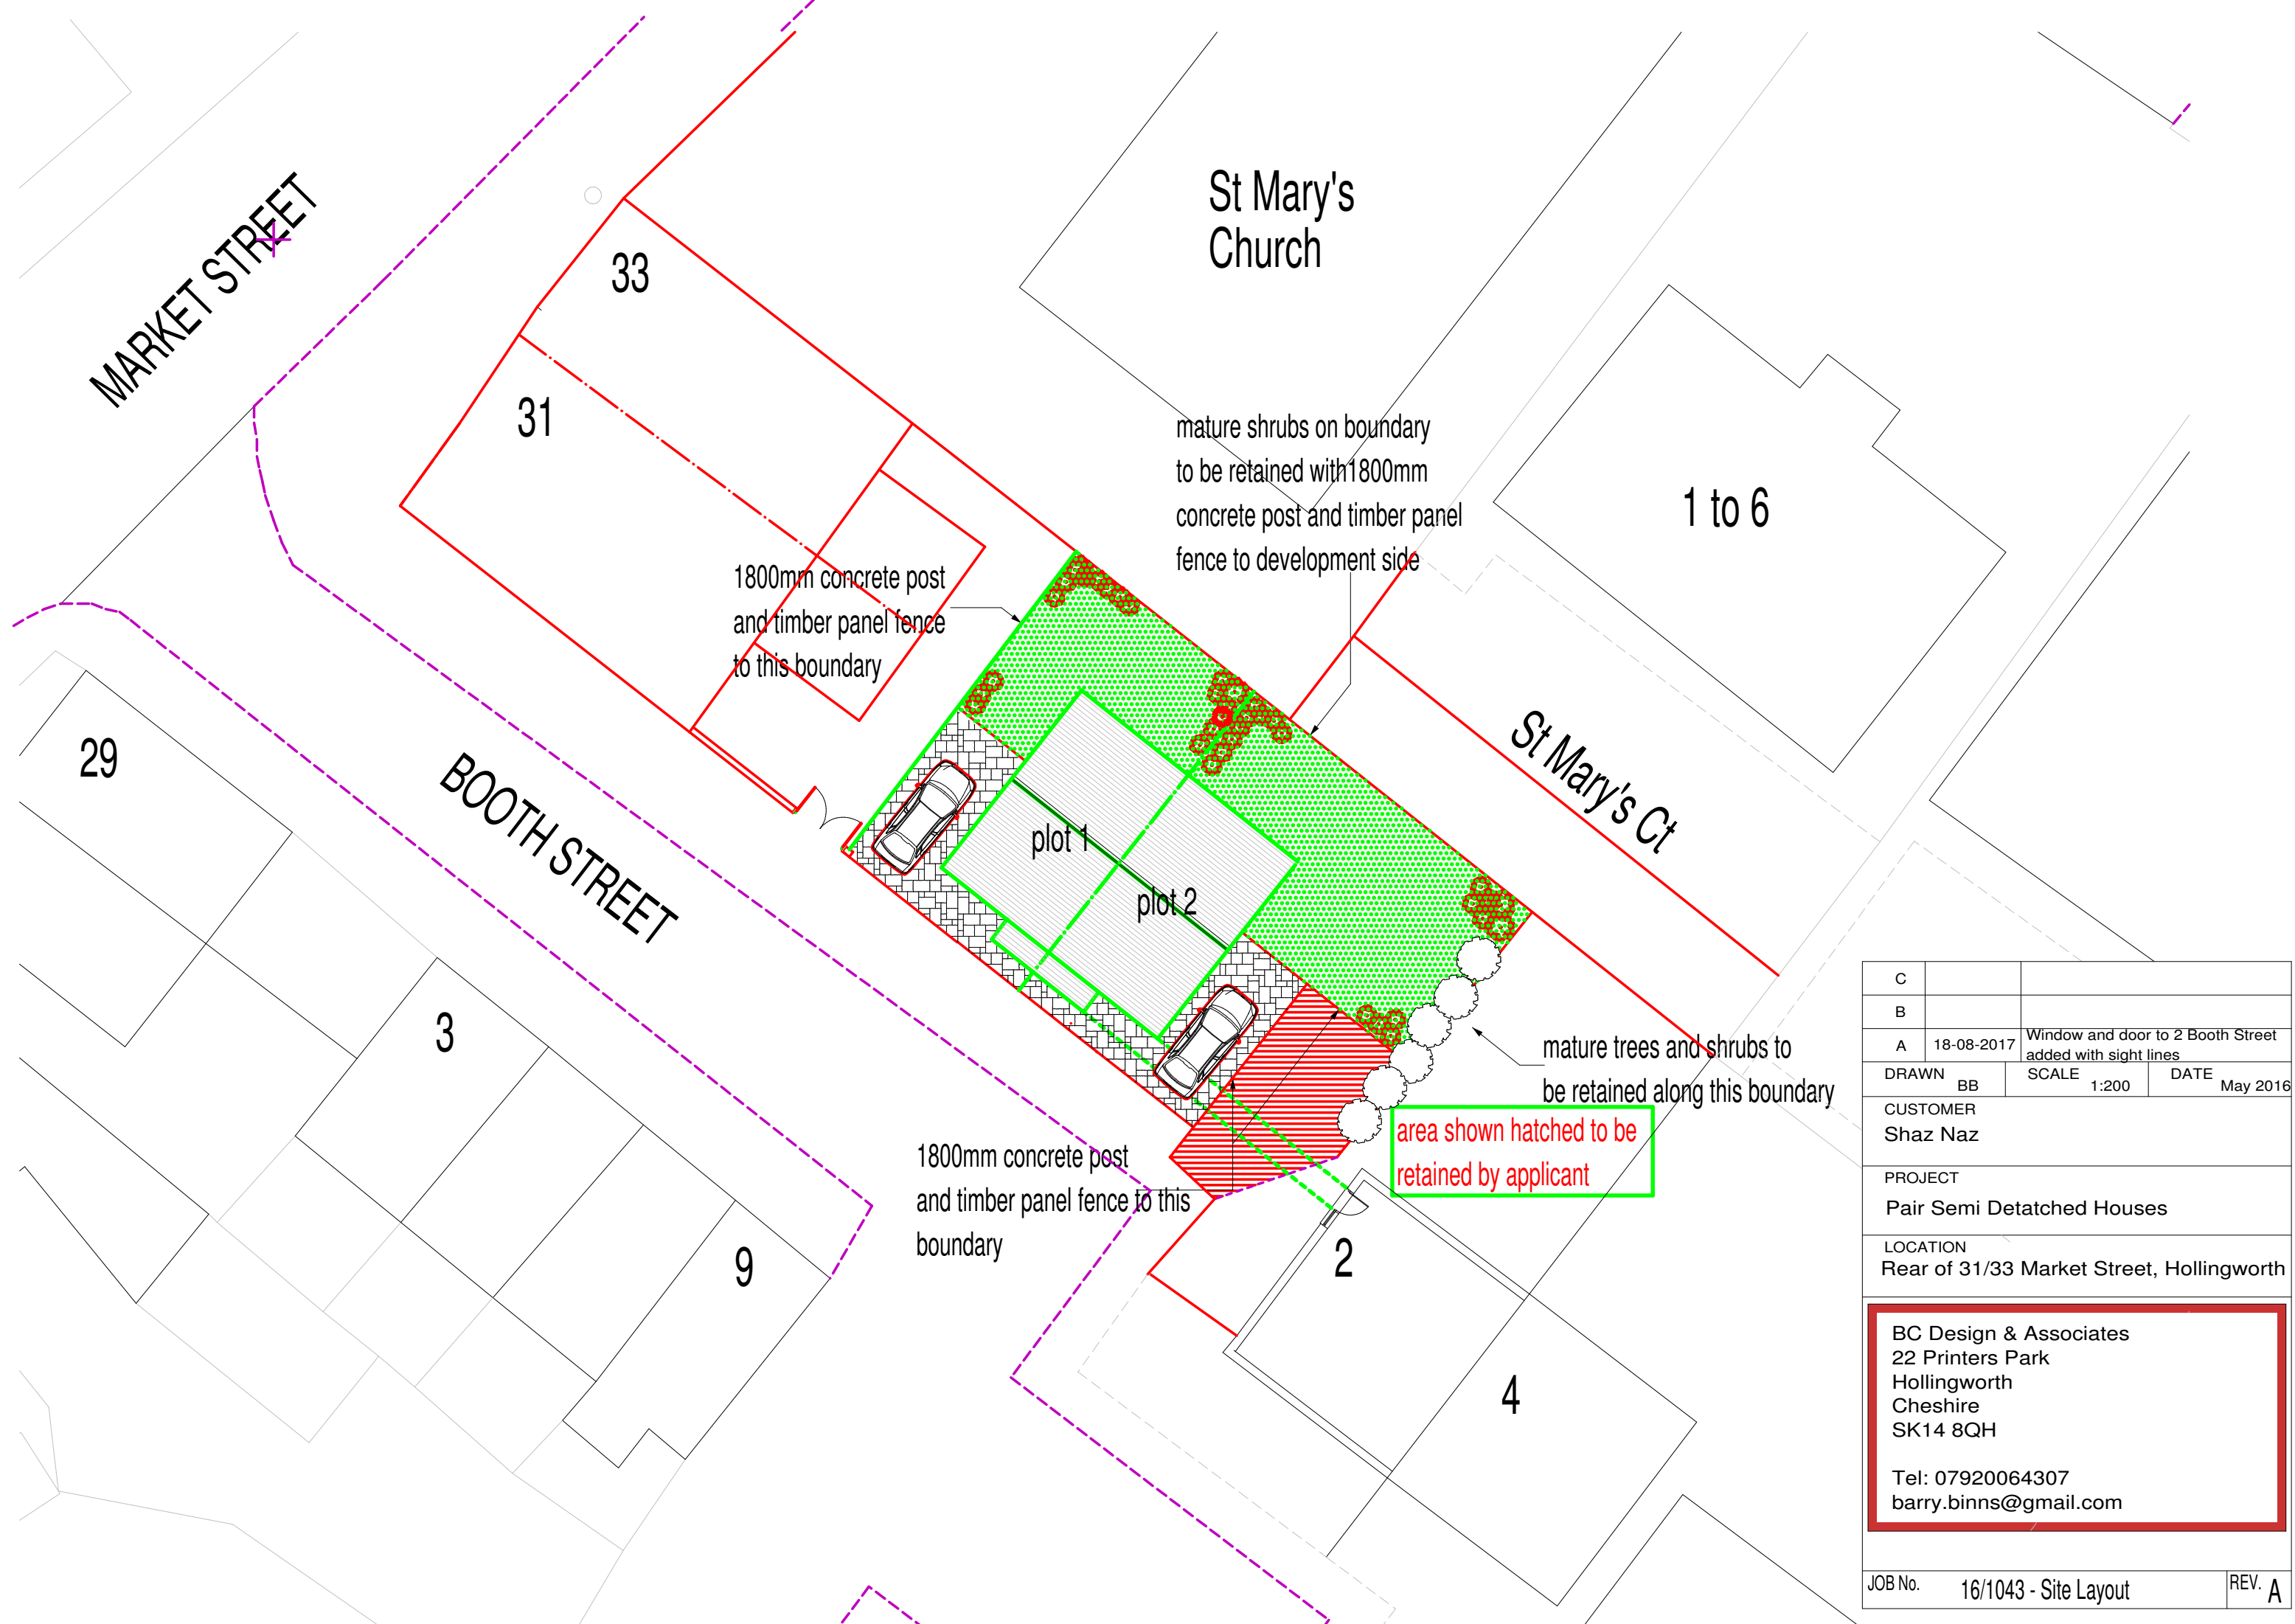 MARKET STREET
33
31
St Mary's
Church
mature shrubs on boundary
to be retained with1800mm
concrete post and timber panel
fence to development side
1 to 6
1800mm concrete post
and timber panel fence
to this boundary
St Mary's Ct
29
BOOTH STREET
plot 1
plot 2
3
9
mature trees and shrubs to
be retained along this boundary
area shown hatched to be
retained by applicant
1800mm concrete post
and timber panel fence to this
boundary
2
4
C
B
A 18-08-2017 Window and door to 2 Booth Street
added with sight lines
DRAWN BB SCALE 1:200 DATE May 2016
CUSTOMER
Shaz Naz
PROJECT
Pair Semi Detatched Houses
LOCATION
Rear of 31/33 Market Street, Hollingworth
BC Design & Associates
22 Printers Park
Hollingworth
Cheshire
SK14 8QH
Tel: 07920064307
barry.binns@gmail.com
JOB No. 16/1043 - Site Layout REV. A